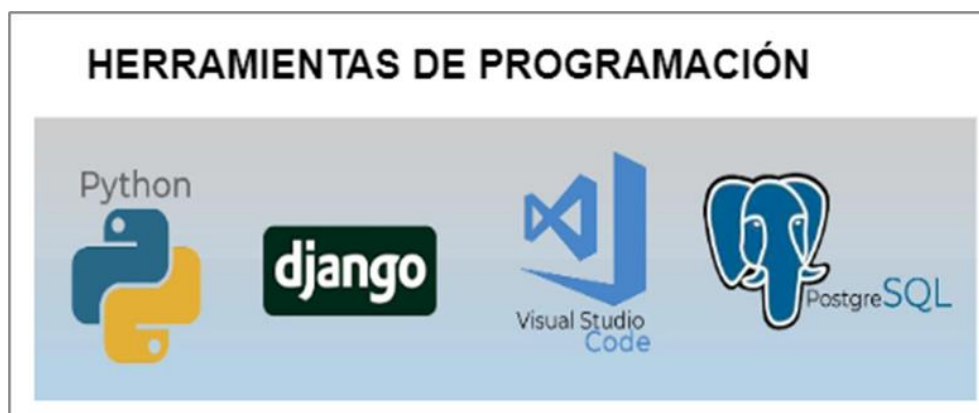 HERRAMIENTAS DE PROGRAMACIÓN
Python
django
Visual Studio
Code
PostgreSQL